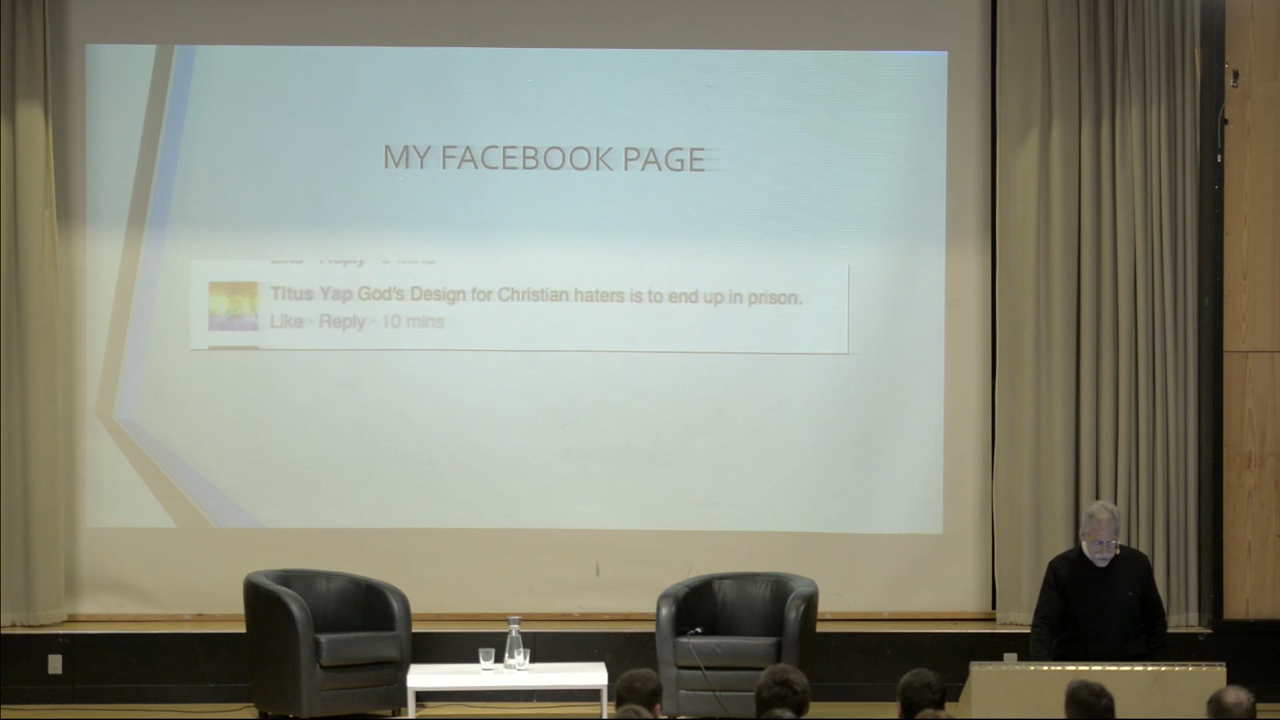 MY FACEBOOK PAGE
Titus Yap God's Design for Christian haters is to end up in prison.
Like · Reply · 10 mins